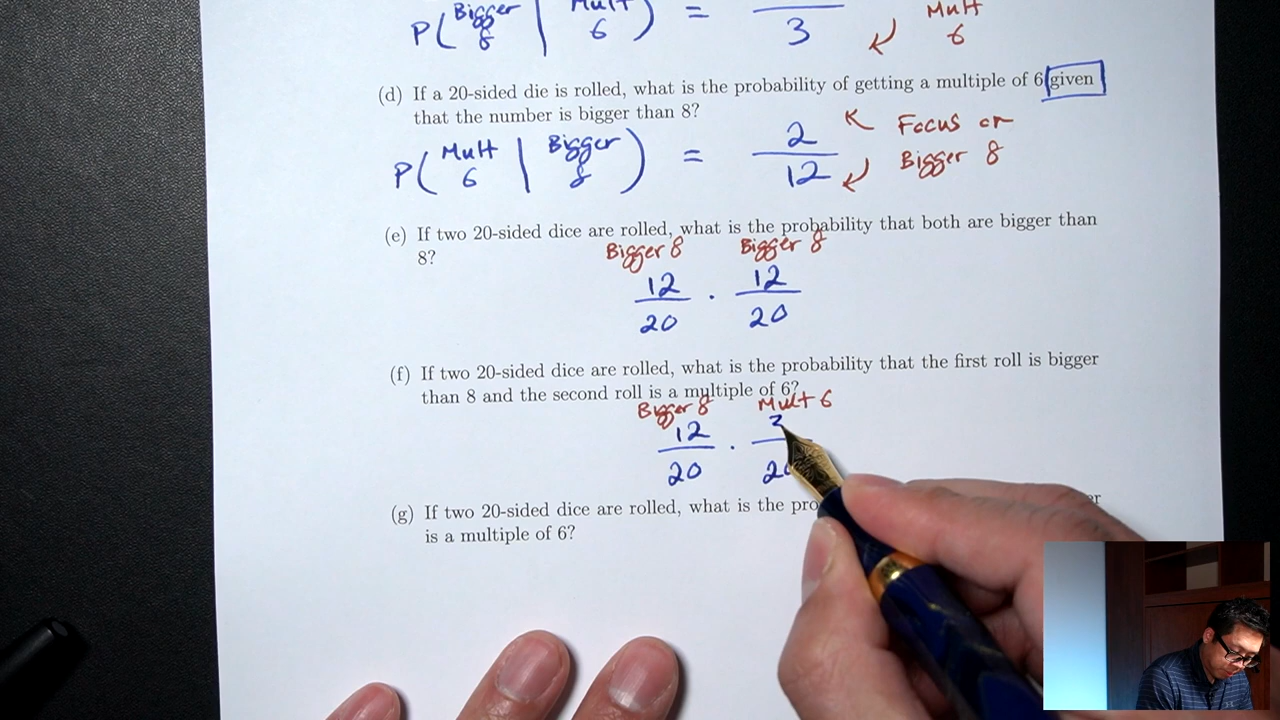 P( Bigger 8 | Mult 6 ) = 3 Mult 6
(d) If a 20-sided die is rolled, what is the probability of getting a multiple of 6 given
that the number is bigger than 8?
P( Mult 6 | Bigger 8 ) = 2/12 Focus on Bigger 8
(e) If two 20-sided dice are rolled, what is the probability that both are bigger than
8?
Bigger 8 Bigger 8
12/20 · 12/20
(f) If two 20-sided dice are rolled, what is the probability that the first roll is bigger
than 8 and the second roll is a multiple of 6?
Bigger 8 Mult 6
12/20 · 3/20
(g) If two 20-sided dice are rolled, what is the
is a multiple of 6?